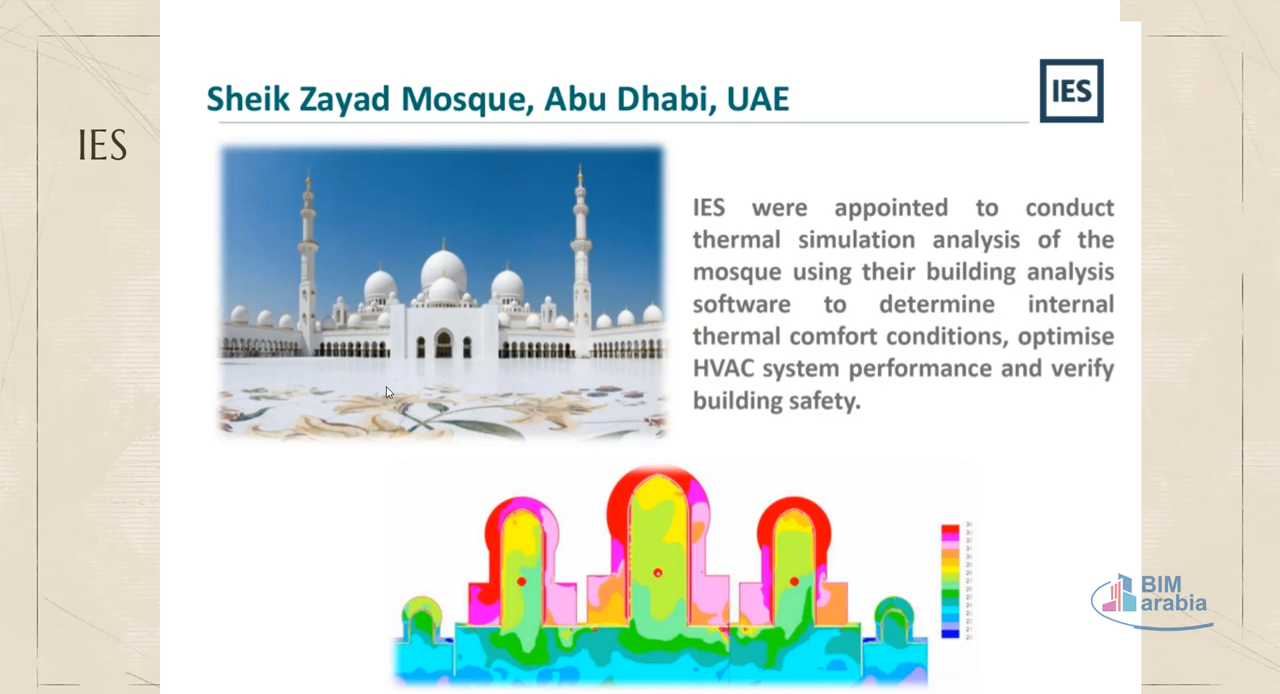 IES
Sheik Zayad Mosque, Abu Dhabi, UAE
IES
IES were appointed to conduct
thermal simulation analysis of the
mosque using their building analysis
software to determine internal
thermal comfort conditions, optimise
HVAC system performance and verify
building safety.
BIM
arabia